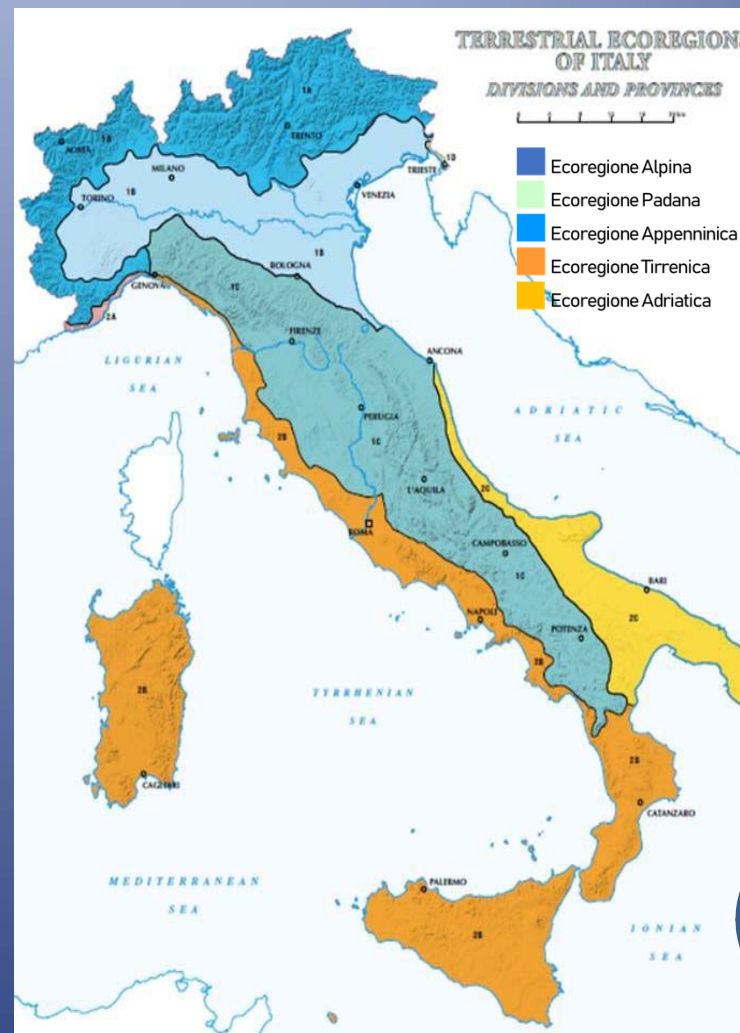 TERRESTRIAL ECOREGIONS
OF ITALY
DIVISIONS AND PROVINCES
Ecoregione Alpina
Ecoregione Padana
Ecoregione Appenninica
Ecoregione Tirrenica
Ecoregione Adriatica
1A
TRENTO
1A
AOSTA
1D
TRIESTE
MILANO
VENEZIA
1B
TORINO
1B
BOLOGNA
GENOVA
1C
2A
FIRENZE
ANCONA
LIGURIAN
SEA
ADRIATIC
SEA
PERUGIA
2B
1C
L'AQUILA
2C
ROMA
CAMPOBASSO
1C
BARI
NAPOLI
2C
POTENZA
2B
TYRRHENIAN
SEA
2B
2B
CAGLIARI
CATANZARO
MEDITERRANEAN
SEA
PALERMO
2B
IONIAN
SEA